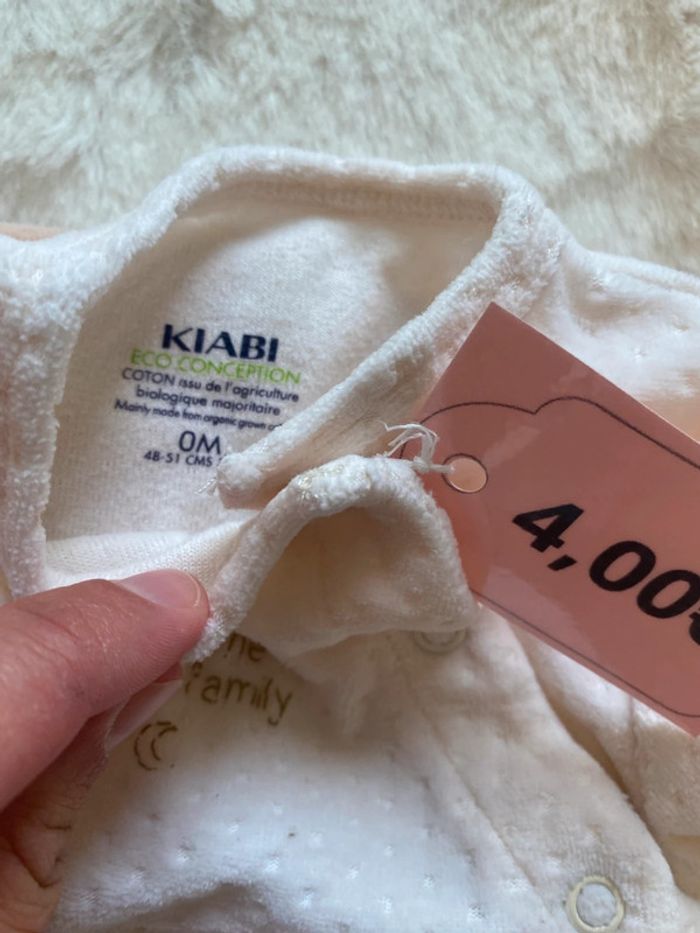 KIABI
ECO CONCEPTION
COTON issu de l'agriculture
biologique majoritaire
Mainly made from organic grown
0M
48-51 CMS
4,00€
family